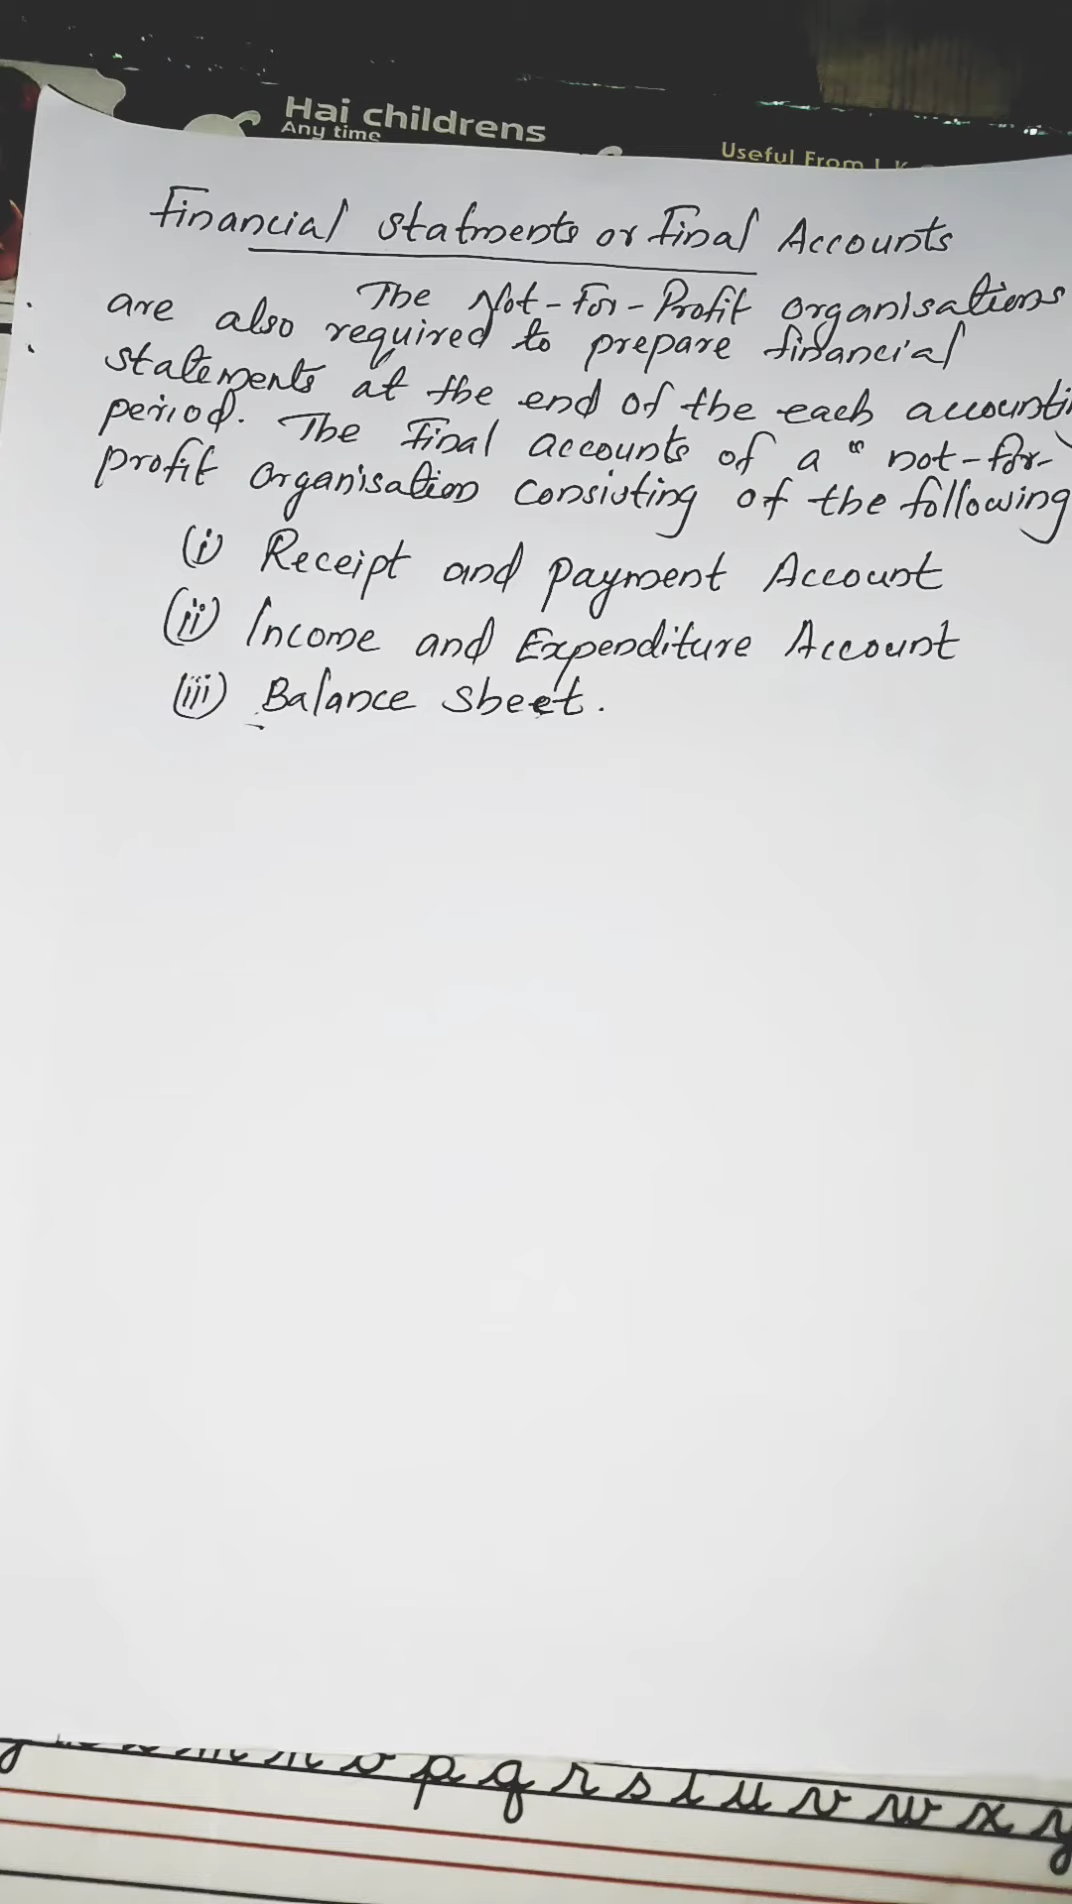 Hai childrens
Any time
Useful From
Financial Statments or Final Accounts
The Not-For-Profit organisations
are also required to prepare financial
statements at the end of the each accounti
period. The Final accounts of a " not-for-
profit organisation consisting of the following
(i) Receipt and payment Account
(ii) Income and Expenditure Account
(iii) Balance sheet.
o p q r s t u v w x y